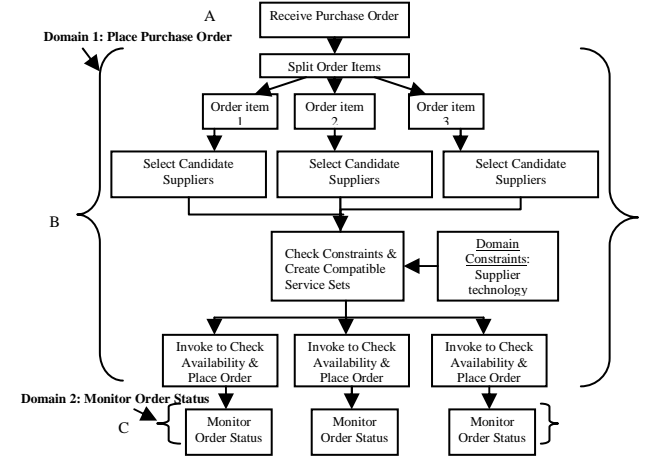 A
Receive Purchase Order
Domain 1: Place Purchase Order
Split Order Items
Order item
1
Order item
2
Order item
3
Select Candidate
Suppliers
Select Candidate
Suppliers
Select Candidate
Suppliers
B
Check Constraints &
Create Compatible
Service Sets
Domain
Constraints:
Supplier
technology
Invoke to Check
Availability &
Place Order
Invoke to Check
Availability &
Place Order
Invoke to Check
Availability &
Place Order
Domain 2: Monitor Order Status
C
Monitor
Order Status
Monitor
Order Status
Monitor
Order Status